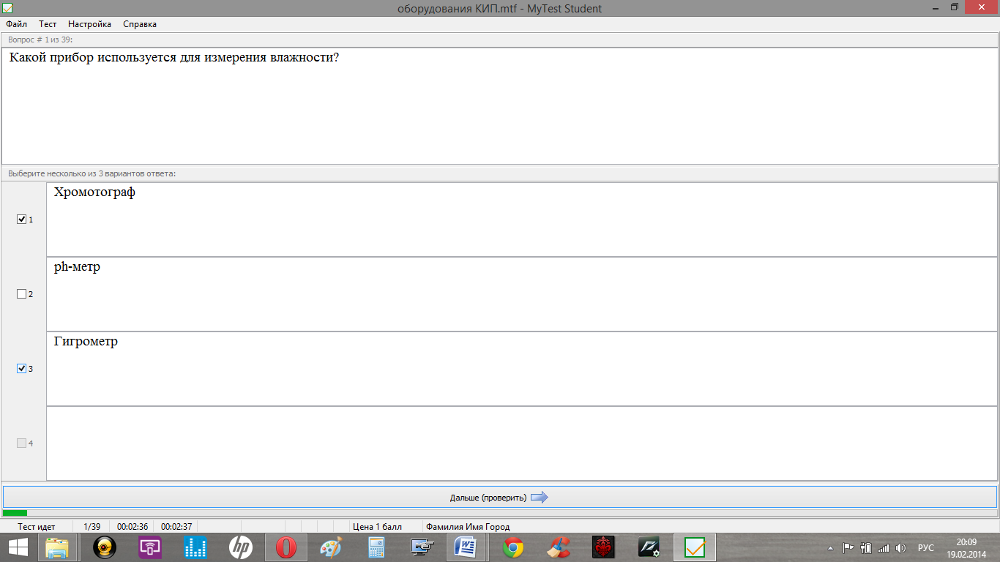 оборудования КИП.mtf - MyTest Student
Файл Тест Настройка Справка
Вопрос # 1 из 39:
Какой прибор используется для измерения влажности?
Выберите несколько из 3 вариантов ответа:
Хромотограф
1
ph-метр
2
Гигрометр
3
4
Дальше (проверить)
Тест идет 1/39 00:02:36 00:02:37 Цена 1 балл Фамилия Имя Город
hp
W
РУС
20:09
19.02.2014